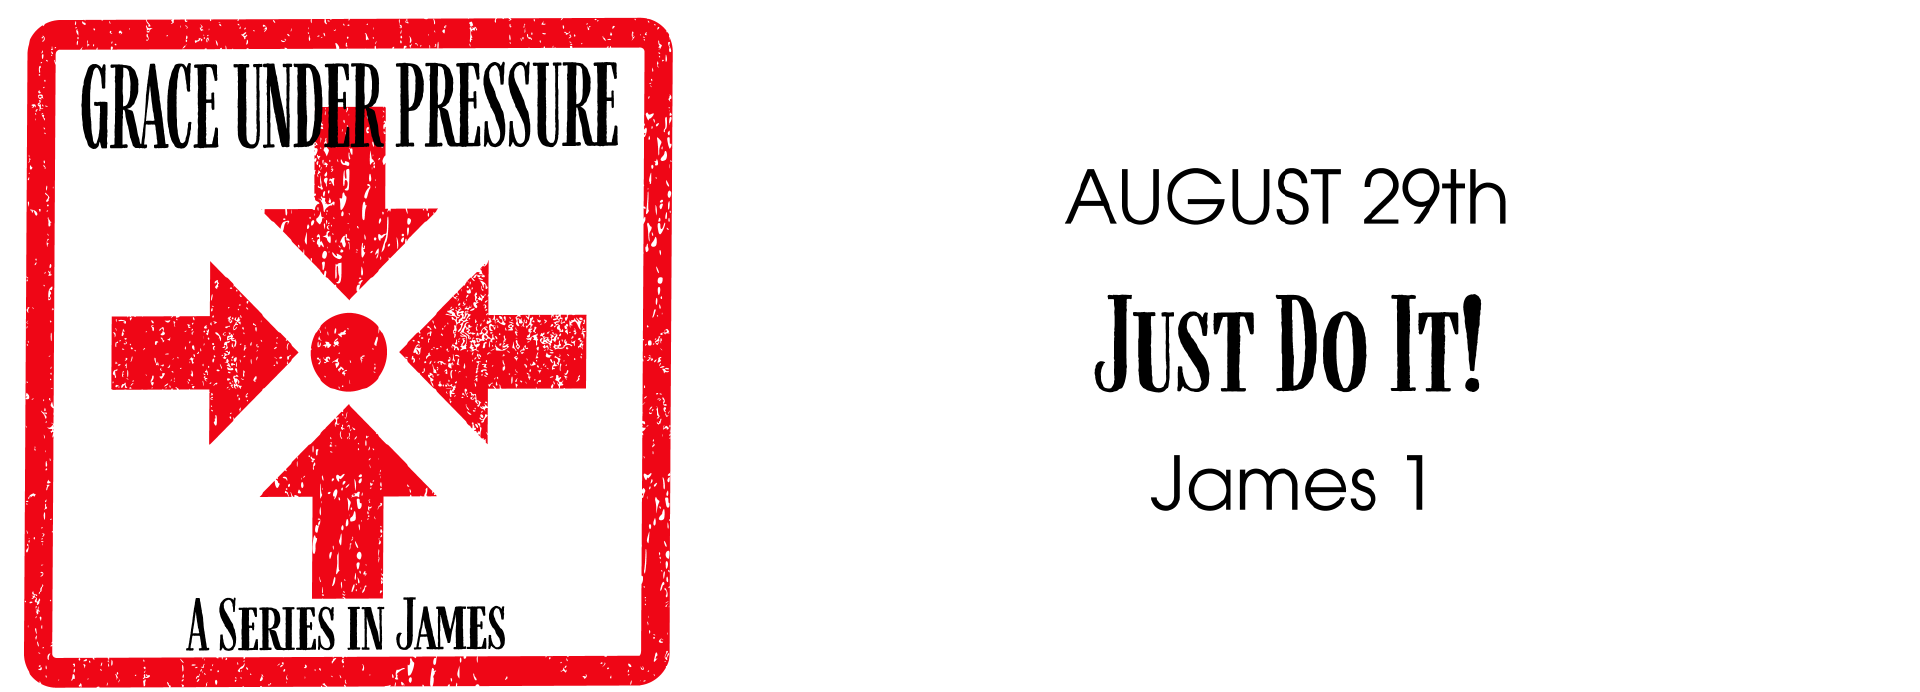 GRACE UNDER PRESSURE
A SERIES IN JAMES
AUGUST 29th
JUST DO IT!
James 1